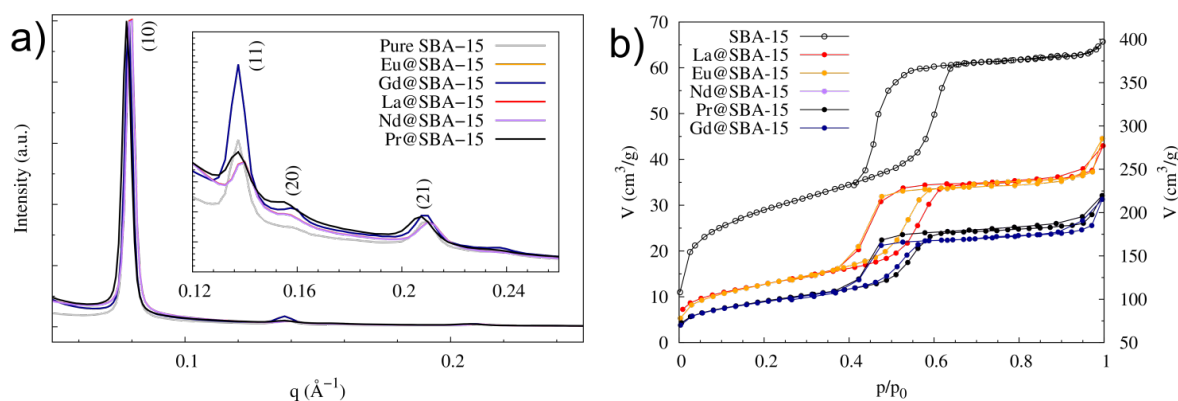 a)
(10)
Intensity (a.u.)
q (Å⁻¹)
0.1
0.2
(11)
(20)
(21)
Pure SBA−15
Eu@SBA−15
Gd@SBA−15
La@SBA−15
Nd@SBA−15
Pr@SBA−15
0.12
0.16
0.2
0.24
b)
V (cm³/g)
70
60
50
40
30
20
10
0
SBA-15
La@SBA-15
Eu@SBA-15
Nd@SBA-15
Pr@SBA-15
Gd@SBA-15
400
350
300
250
200
150
100
50
V (cm³/g)
0
0.2
0.4
0.6
0.8
1
p/p₀